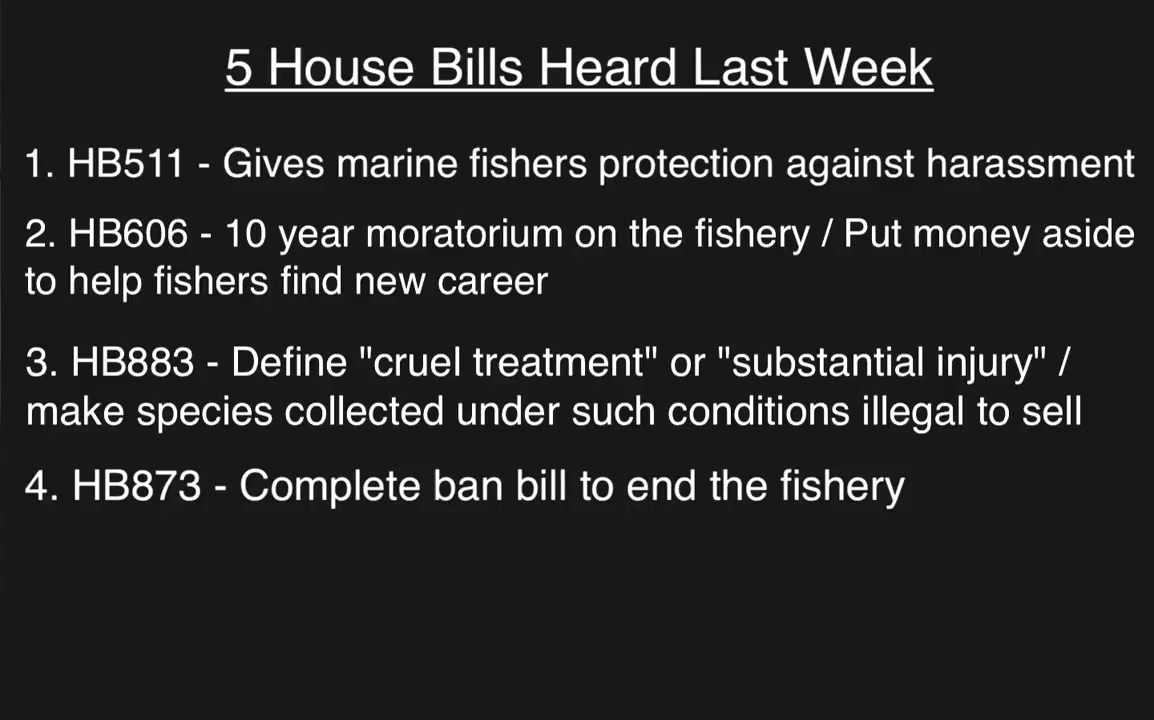 5 House Bills Heard Last Week
1. HB511 - Gives marine fishers protection against harassment
2. HB606 - 10 year moratorium on the fishery / Put money aside
to help fishers find new career
3. HB883 - Define "cruel treatment" or "substantial injury" /
make species collected under such conditions illegal to sell
4. HB873 - Complete ban bill to end the fishery